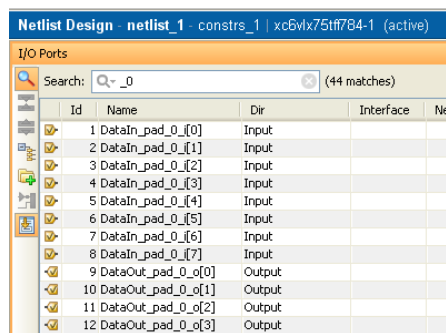 Netlist Design - netlist_1 - constrs_1 | xc6vlx75tff784-1 (active)
I/O Ports
Search: _0 (44 matches)
Id Name Dir Interface Ne
1 DataIn_pad_0_i[0] Input
2 DataIn_pad_0_i[1] Input
3 DataIn_pad_0_i[2] Input
4 DataIn_pad_0_i[3] Input
5 DataIn_pad_0_i[4] Input
6 DataIn_pad_0_i[5] Input
7 DataIn_pad_0_i[6] Input
8 DataIn_pad_0_i[7] Input
9 DataOut_pad_0_o[0] Output
10 DataOut_pad_0_o[1] Output
11 DataOut_pad_0_o[2] Output
12 DataOut_pad_0_o[3] Output